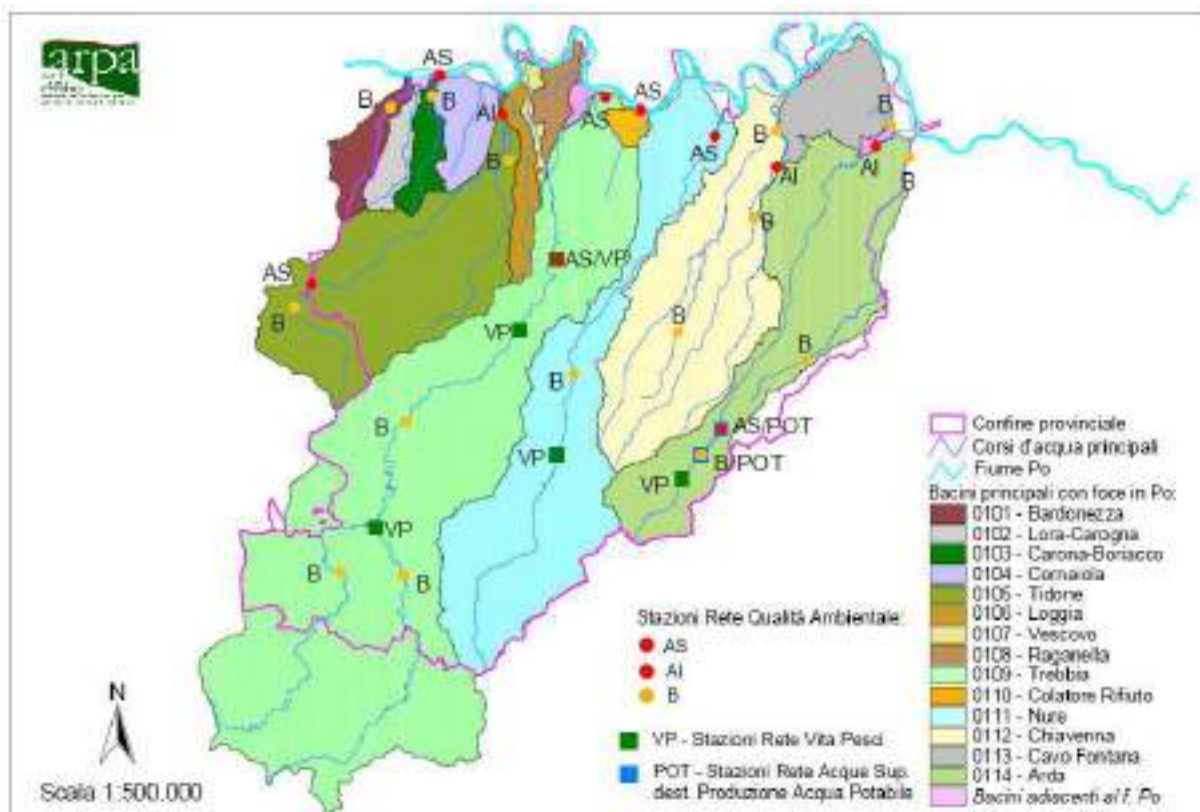 arpa
AS
B
B
AI
B
AS
AS
AS
B
AI
B
AI
B
B
AS
B
AS/VP
VP
B
B
B
B
AS/POT
VP
B/POT
VP
VP
B
B
N
Scala 1:500.000
Stazioni Rete Qualità Ambientale:
AS
AI
B
VP - Stazioni Rete Vita Pesci
POT - Stazioni Rete Acque Sup.
dest. Produzione Acqua Potabile
Confine provinciale
Corsi d'acqua principali
Fiume Po
Bacini principali con foce in Po:
0101 - Bardonezza
0102 - Lora-Carogna
0103 - Carona-Boriacco
0104 - Cornaiola
0105 - Tidone
0106 - Loggia
0107 - Vescovo
0108 - Raganella
0109 - Trebbia
0110 - Colatore Rifiuto
0111 - Nure
0112 - Chiavenna
0113 - Cavo Fontana
0114 - Arda
Bacini adiacenti al f. Po